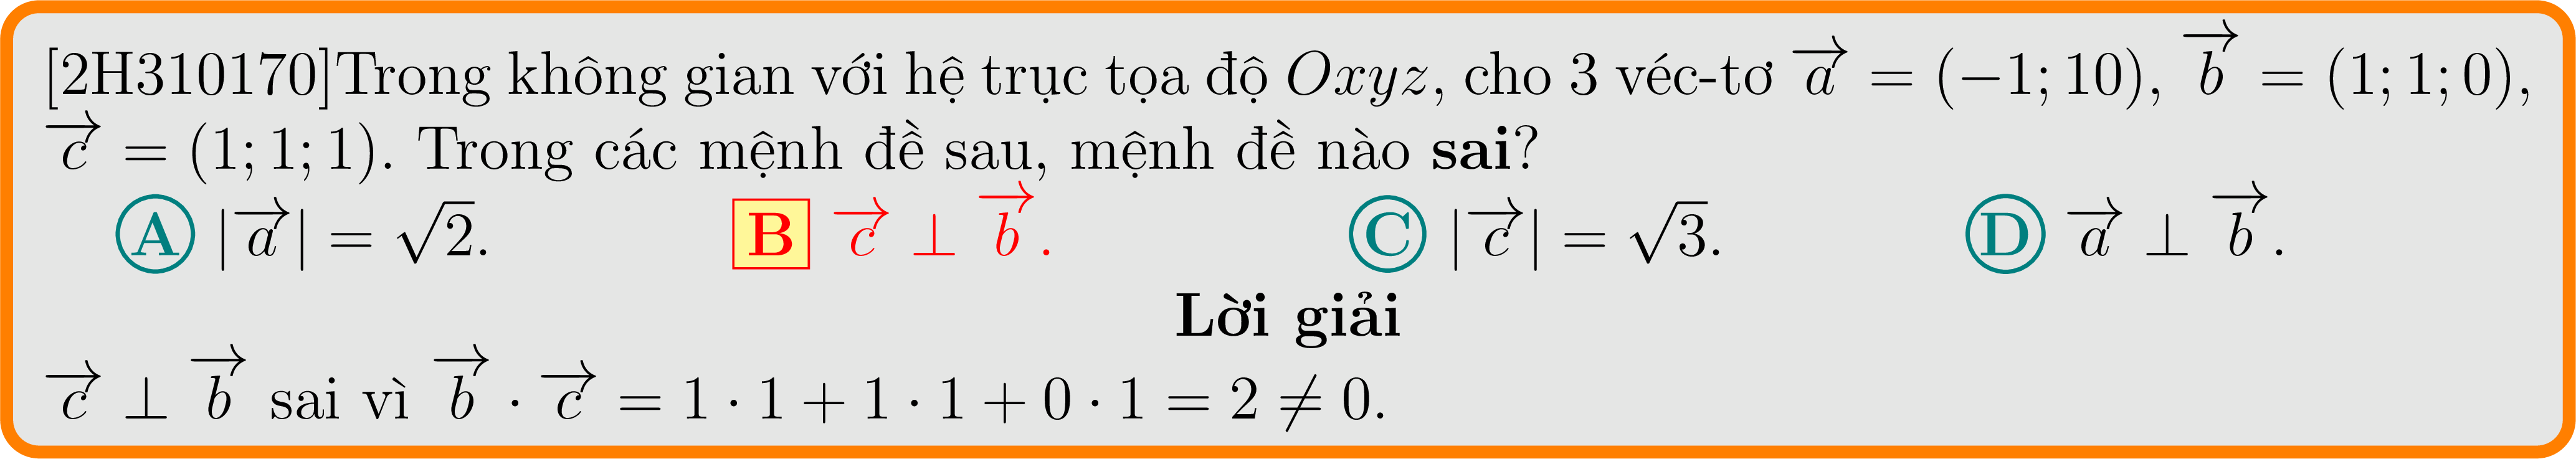 [2H310170]Trong không gian với hệ trục tọa độ Oxyz, cho 3 véc-tơ $\overrightarrow{a} = (-1; 10)$, $\overrightarrow{b} = (1; 1; 0)$,
$\overrightarrow{c} = (1; 1; 1)$. Trong các mệnh đề sau, mệnh đề nào sai?
A $|\overrightarrow{a}| = \sqrt{2}$. B $\overrightarrow{c} \perp \overrightarrow{b}$. C $|\overrightarrow{c}| = \sqrt{3}$. D $\overrightarrow{a} \perp \overrightarrow{b}$.
Lời giải
$\overrightarrow{c} \perp \overrightarrow{b}$ sai vì $\overrightarrow{b} \cdot \overrightarrow{c} = 1 \cdot 1 + 1 \cdot 1 + 0 \cdot 1 = 2 \neq 0$.